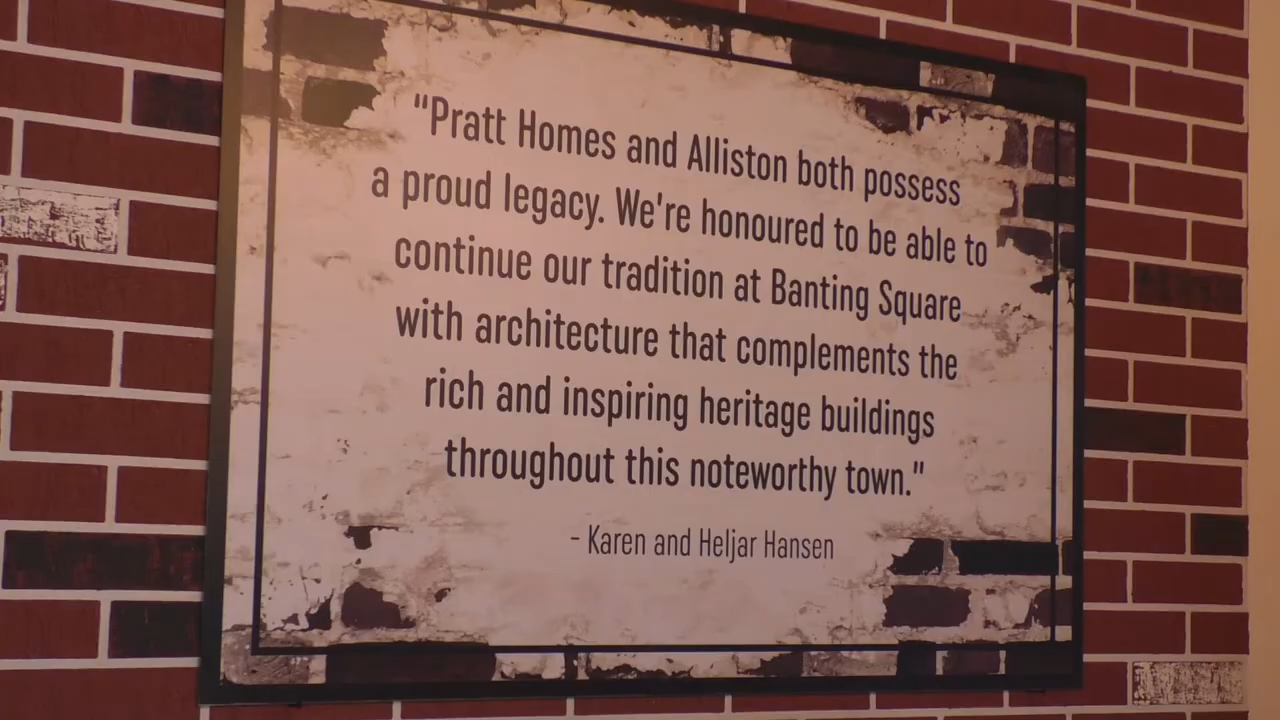 "Pratt Homes and Alliston both possess
a proud legacy. We're honoured to be able to
continue our tradition at Banting Square
with architecture that complements the
rich and inspiring heritage buildings
throughout this noteworthy town."
- Karen and Heljar Hansen